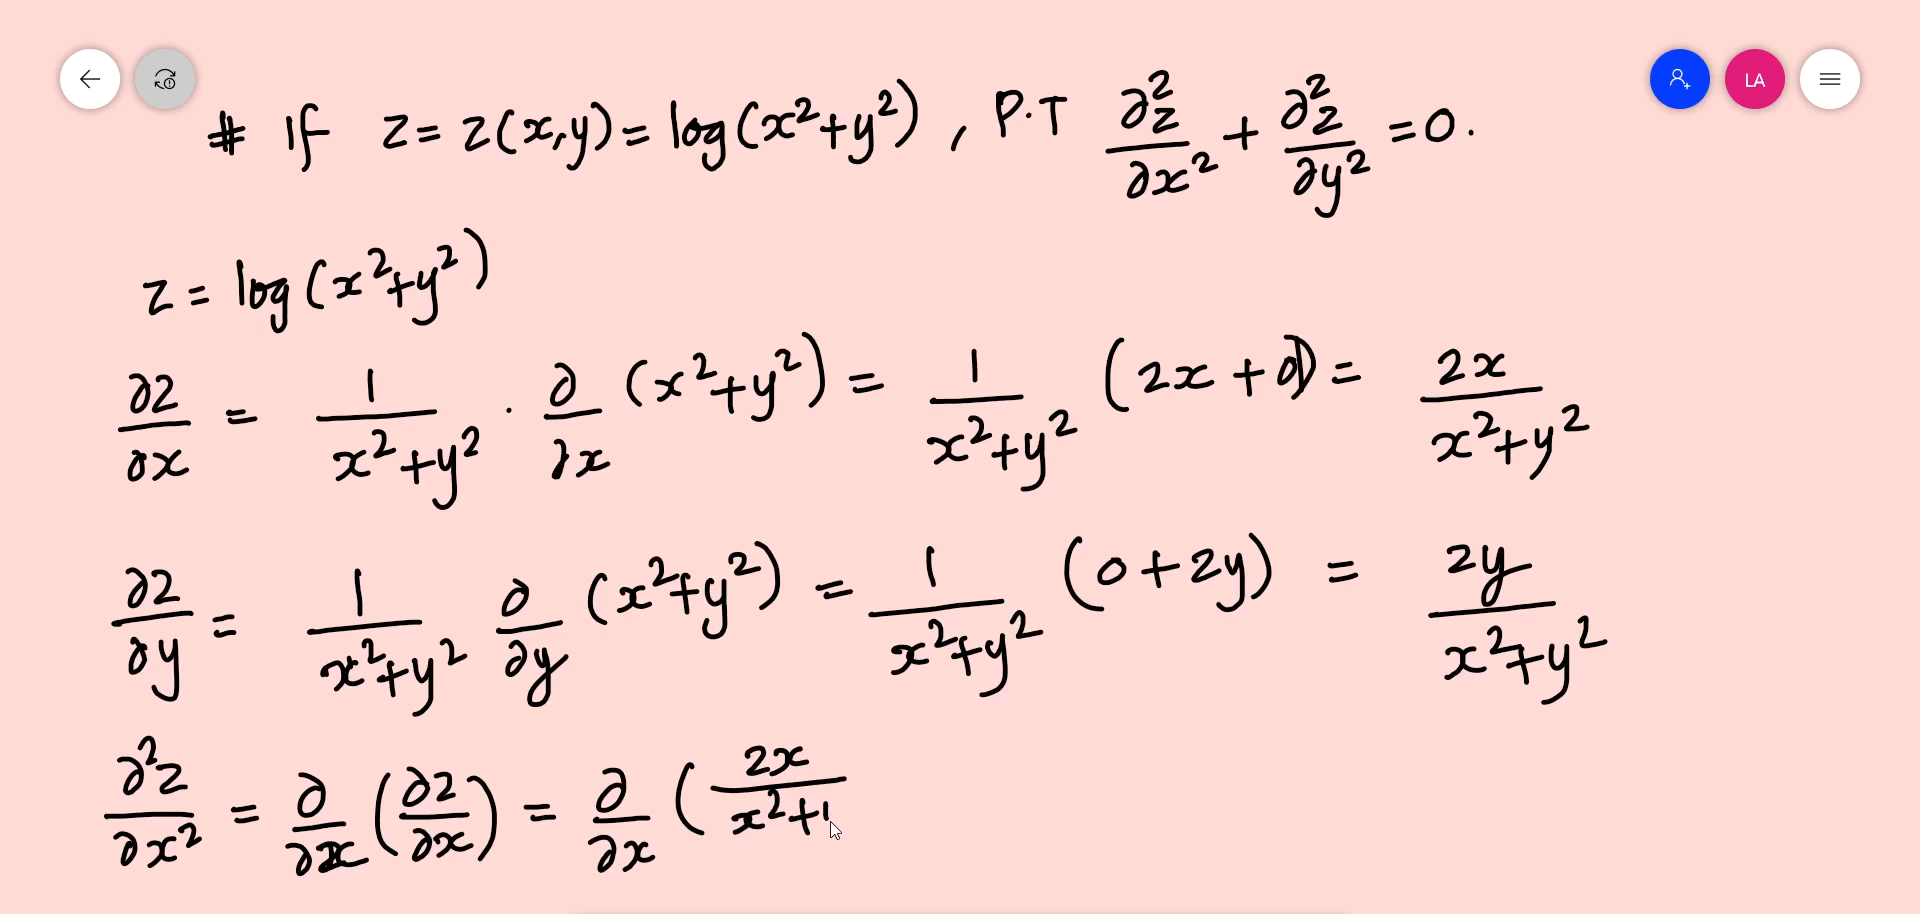 # If z = z(x,y) = log(x²+y²), P.T ∂²z/∂x² + ∂²z/∂y² = 0.
LA
z = log(x²+y²)
∂z/∂x = 1/(x²+y²) · ∂/∂x (x²+y²) = 1/(x²+y²) (2x+0) = 2x/(x²+y²)
∂z/∂y = 1/(x²+y²) ∂/∂y (x²+y²) = 1/(x²+y²) (0+2y) = 2y/(x²+y²)
∂²z/∂x² = ∂/∂x (∂z/∂x) = ∂/∂x (2x/(x²+